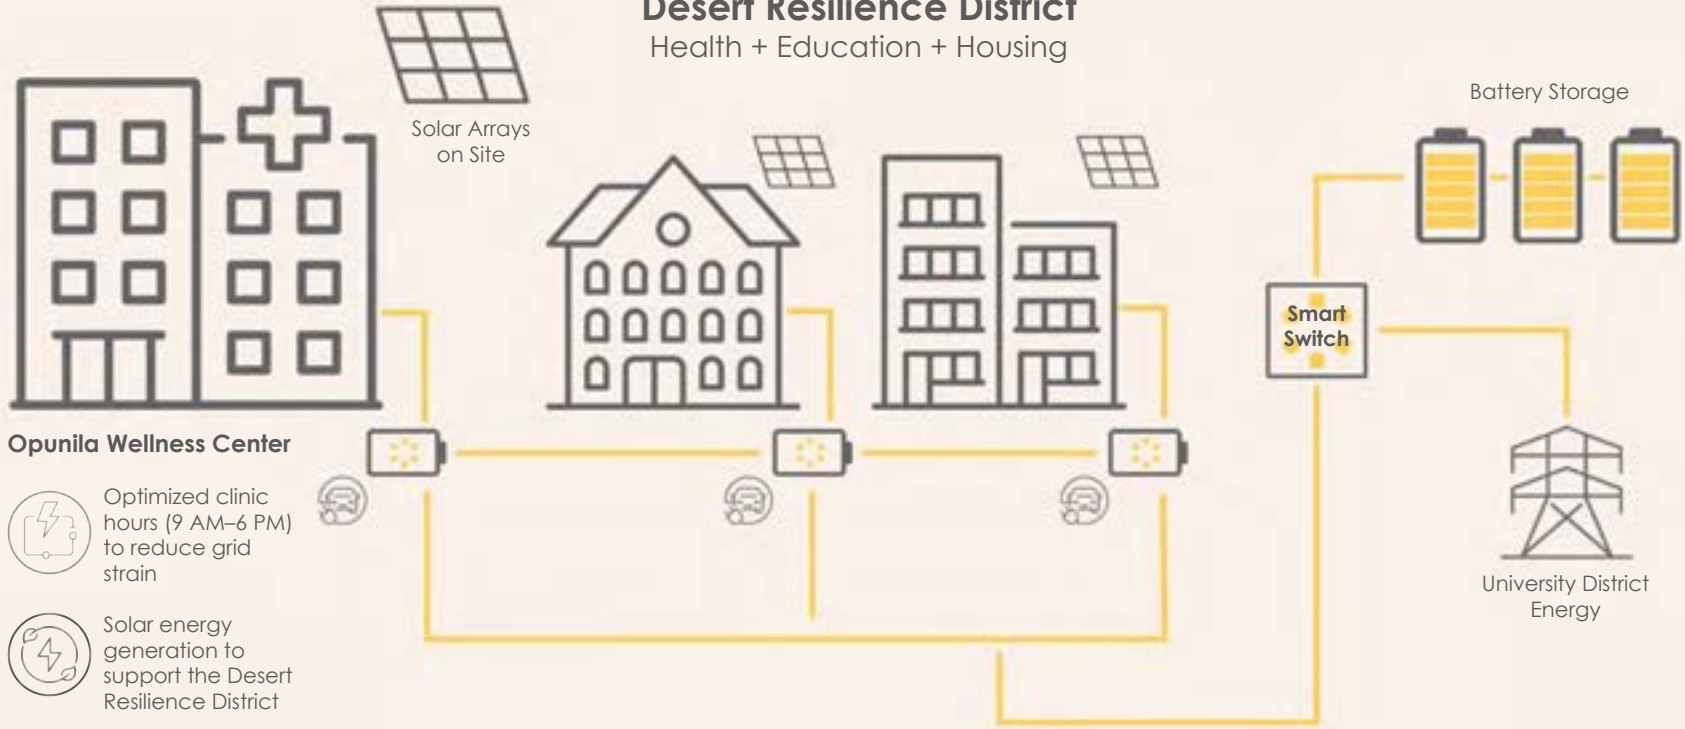 Desert Resilience District
Health + Education + Housing
Solar Arrays
on Site
Battery Storage
Smart
Switch
Opunila Wellness Center
Optimized clinic
hours (9 AM–6 PM)
to reduce grid
strain
Solar energy
generation to
support the Desert
Resilience District
University District
Energy